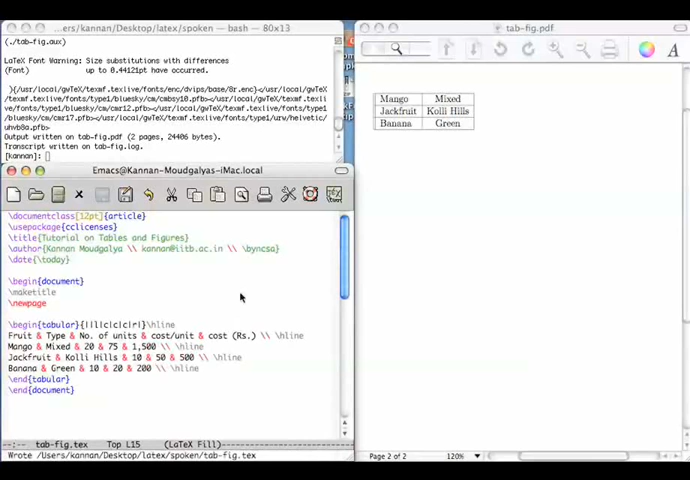 .../users/kannan/Desktop/latex/spoken — bash — 80x13
(./tab-fig.aux)
LaTeX Font Warning: Size substitutions with differences
(Font) up to 0.44121pt have occurred.
}{/usr/local/gwTeX/texmf.texlive/fonts/enc/dvips/base/8r.enc}</usr/local/gwTeX
/texmf.texlive/fonts/type1/bluesky/cm/cmbsy10.pfb></usr/local/gwTeX/texmf.texli
ve/fonts/type1/bluesky/cm/cmr12.pfb></usr/local/gwTeX/texmf.texlive/fonts/type1
/bluesky/cm/cmr17.pfb></usr/local/gwTeX/texmf.texlive/fonts/type1/urw/helvetic/
uhvb8a.pfb>
Output written on tab-fig.pdf (2 pages, 24406 bytes).
Transcript written on tab-fig.log.
[kannan]:
Emacs@Kannan-Moudgalyas-iMac.local
\documentclass[12pt]{article}
\usepackage{cclicenses}
\title{Tutorial on Tables and Figures}
\author{Kannan Moudgalya \\ kannan@iitb.ac.in \\ \byncsa}
\date{\today}
\begin{document}
\maketitle
\newpage
\begin{tabular}{|l|c|c|c|r|}\hline
Fruit & Type & No. of units & cost/unit & cost (Rs.) \\ \hline
Mango & Mixed & 20 & 75 & 1,500 \\ \hline
Jackfruit & Kolli Hills & 10 & 50 & 500 \\ \hline
Banana & Green & 10 & 20 & 200 \\ \hline
\end{tabular}
\end{document}
--:-- tab-fig.tex Top L15 (LaTeX Fill)
Wrote /Users/kannan/Desktop/latex/spoken/tab-fig.tex
tab-fig.pdf
Mango Mixed
Jackfruit Kolli Hills
Banana Green
Page 2 of 2 120%